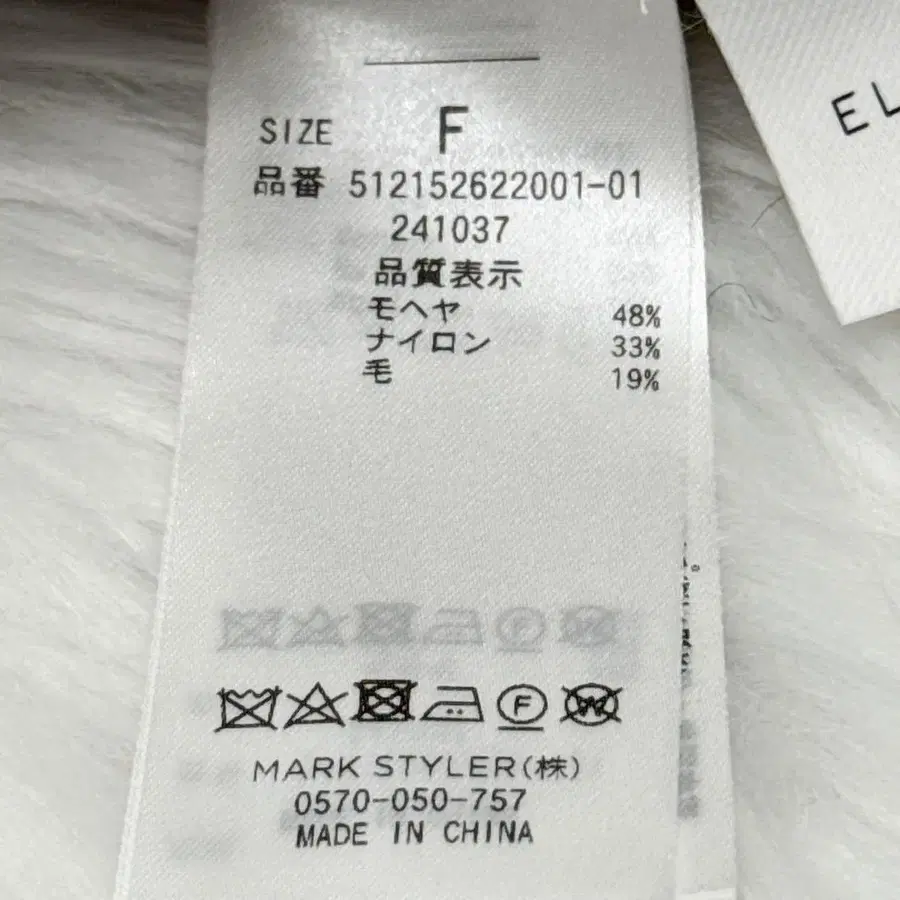 SIZE F
品番 512152622001-01
241037
品質表示
モヘヤ 48%
ナイロン 33%
毛 19%
F
W
MARK STYLER(株)
0570-050-757
MADE IN CHINA
EL